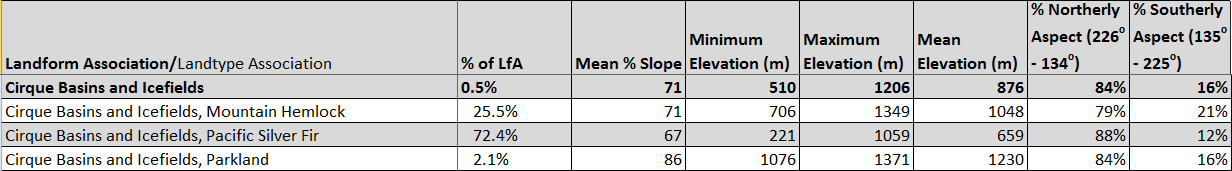 Landform Association/Landtype Association % of LfA Mean % Slope Minimum Elevation (m) Maximum Elevation (m) Mean Elevation (m) % Northerly Aspect (226° - 134°) % Southerly Aspect (135° - 225°)
Cirque Basins and Icefields 0.5% 71 510 1206 876 84% 16%
Cirque Basins and Icefields, Mountain Hemlock 25.5% 71 706 1349 1048 79% 21%
Cirque Basins and Icefields, Pacific Silver Fir 72.4% 67 221 1059 659 88% 12%
Cirque Basins and Icefields, Parkland 2.1% 86 1076 1371 1230 84% 16%